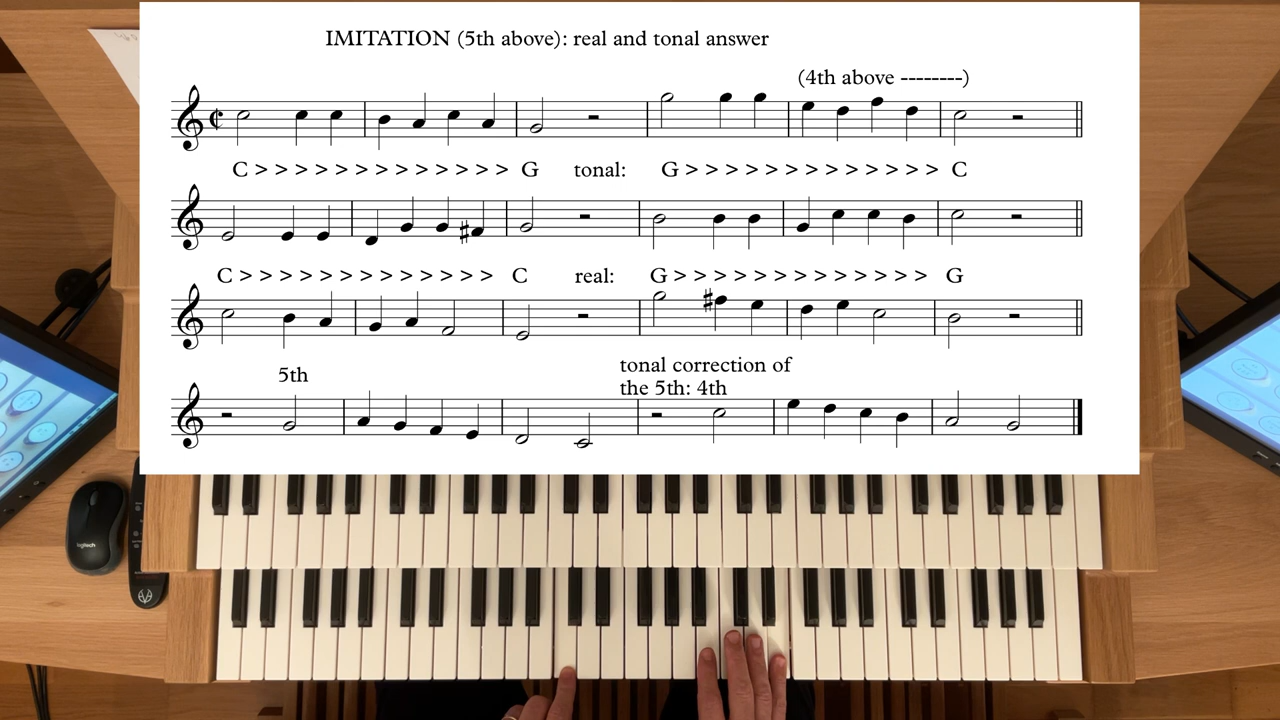 IMITATION (5th above): real and tonal answer
(4th above --------)
C > > > > > > > > > > > > > G tonal: G > > > > > > > > > > > > > C
C > > > > > > > > > > > > > C real: G > > > > > > > > > > > > > G
5th
tonal correction of
the 5th: 4th
logitech